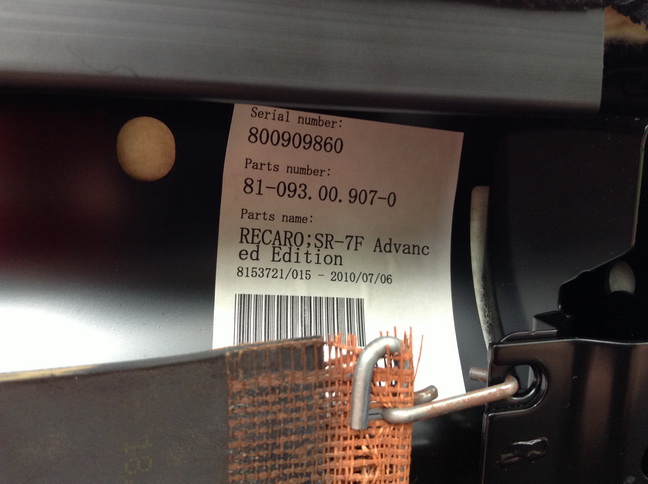 Serial number:
800909860
Parts number:
81-093.00.907-0
Parts name:
RECARO;SR-7F Advanc
ed Edition
8153721/015 - 2010/07/06